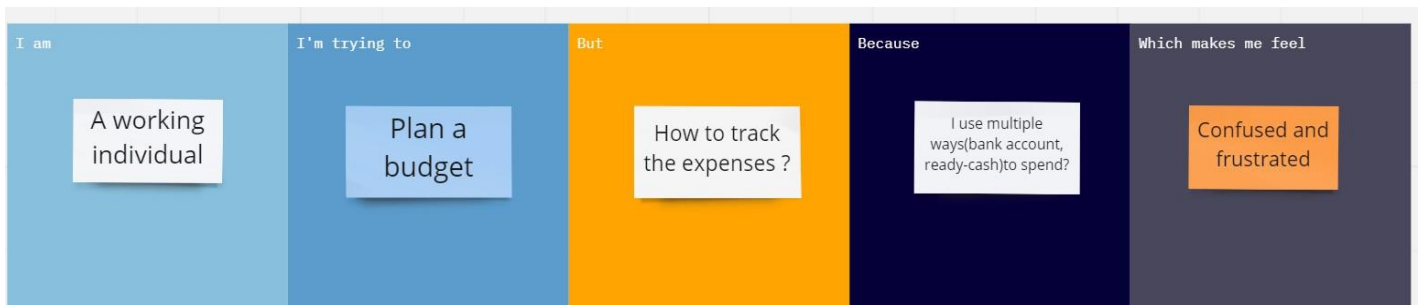 I am
A working
individual
I'm trying to
Plan a
budget
But
How to track
the expenses ?
Because
I use multiple
ways(bank account,
ready-cash)to spend?
Which makes me feel
Confused and
frustrated